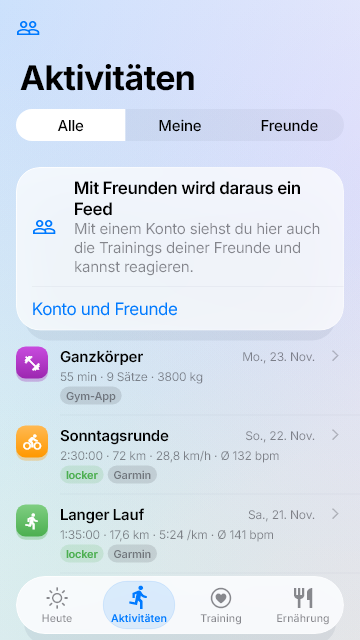 Aktivitäten
Alle Meine Freunde
Mit Freunden wird daraus ein
Feed
Mit einem Konto siehst du hier auch
die Trainings deiner Freunde und
kannst reagieren.
Konto und Freunde
Ganzkörper Mo., 23. Nov.
55 min · 9 Sätze · 3800 kg
Gym-App
Sonntagsrunde So., 22. Nov.
2:30:00 · 72 km · 28,8 km/h · Ø 132 bpm
locker Garmin
Langer Lauf Sa., 21. Nov.
1:35:00 · 17,6 km · 5:24 /km · Ø 141 bpm
locker Garmin
Heute Aktivitäten Training Ernährung